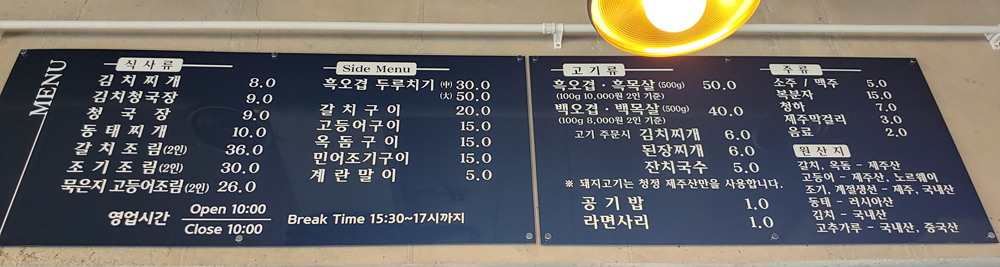 MENU
식사류
김치찌개 8.0
김치청국장 9.0
청국장 9.0
동태찌개 10.0
갈치조림(2인) 36.0
조기조림(2인) 30.0
묵은지 고등어조림(2인) 26.0
영업시간 Open 10:00
Close 10:00
Break Time 15:30~17시까지
Side Menu
흑오겹 두루치기 (中) 30.0
(大) 50.0
갈치구이 20.0
고등어구이 15.0
옥돔구이 15.0
민어조기구이 15.0
계란말이 5.0
고기류
흑오겹·흑목살 (500g) 50.0
(100g 10,000원 2인 기준)
백오겹·백목살 (500g) 40.0
(100g 8,000원 2인 기준)
고기 주문시 김치찌개 6.0
된장찌개 6.0
잔치국수 5.0
※ 돼지고기는 청정 제주산만을 사용합니다.
공기밥 1.0
라면사리 1.0
주류
소주 / 맥주 5.0
복분자 15.0
청하 7.0
제주막걸리 3.0
음료 2.0
원산지
갈치, 옥돔 - 제주산
고등어 - 제주산, 노르웨이
조기, 계절생선 - 제주, 국내산
동태 - 러시아산
김치 - 국내산
고추가루 - 국내산, 중국산